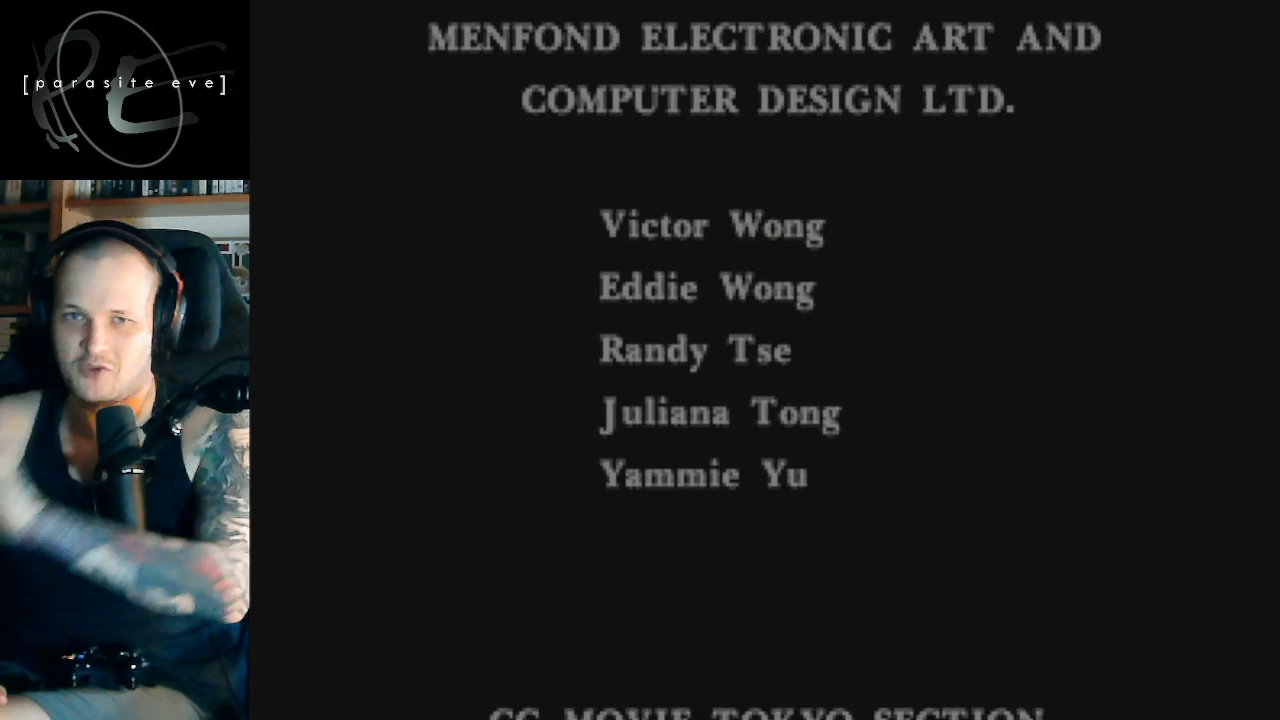 [parasite eve]
MENFOND ELECTRONIC ART AND
COMPUTER DESIGN LTD.
Victor Wong
Eddie Wong
Randy Tse
Juliana Tong
Yammie Yu
CG MOVIE TOKYO SECTION